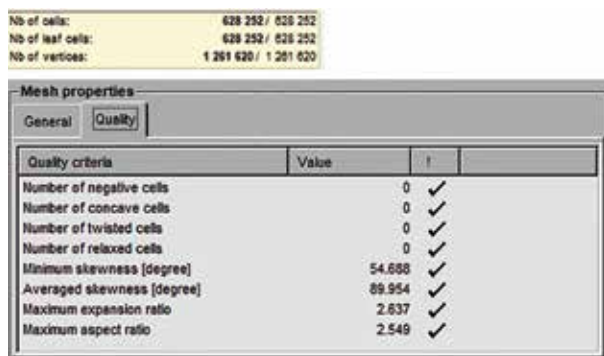 Nb of cells: 628 252 / 628 252
Nb of leaf cells: 628 252 / 628 252
Nb of vertices: 1 261 620 / 1 261 620
Mesh properties
General Quality
Quality criteria Value !
Number of negative cells 0 ✓
Number of concave cells 0 ✓
Number of twisted cells 0 ✓
Number of relaxed cells 0 ✓
Minimum skewness [degree] 54.688 ✓
Averaged skewness [degree] 89.954 ✓
Maximum expansion ratio 2.637 ✓
Maximum aspect ratio 2.549 ✓